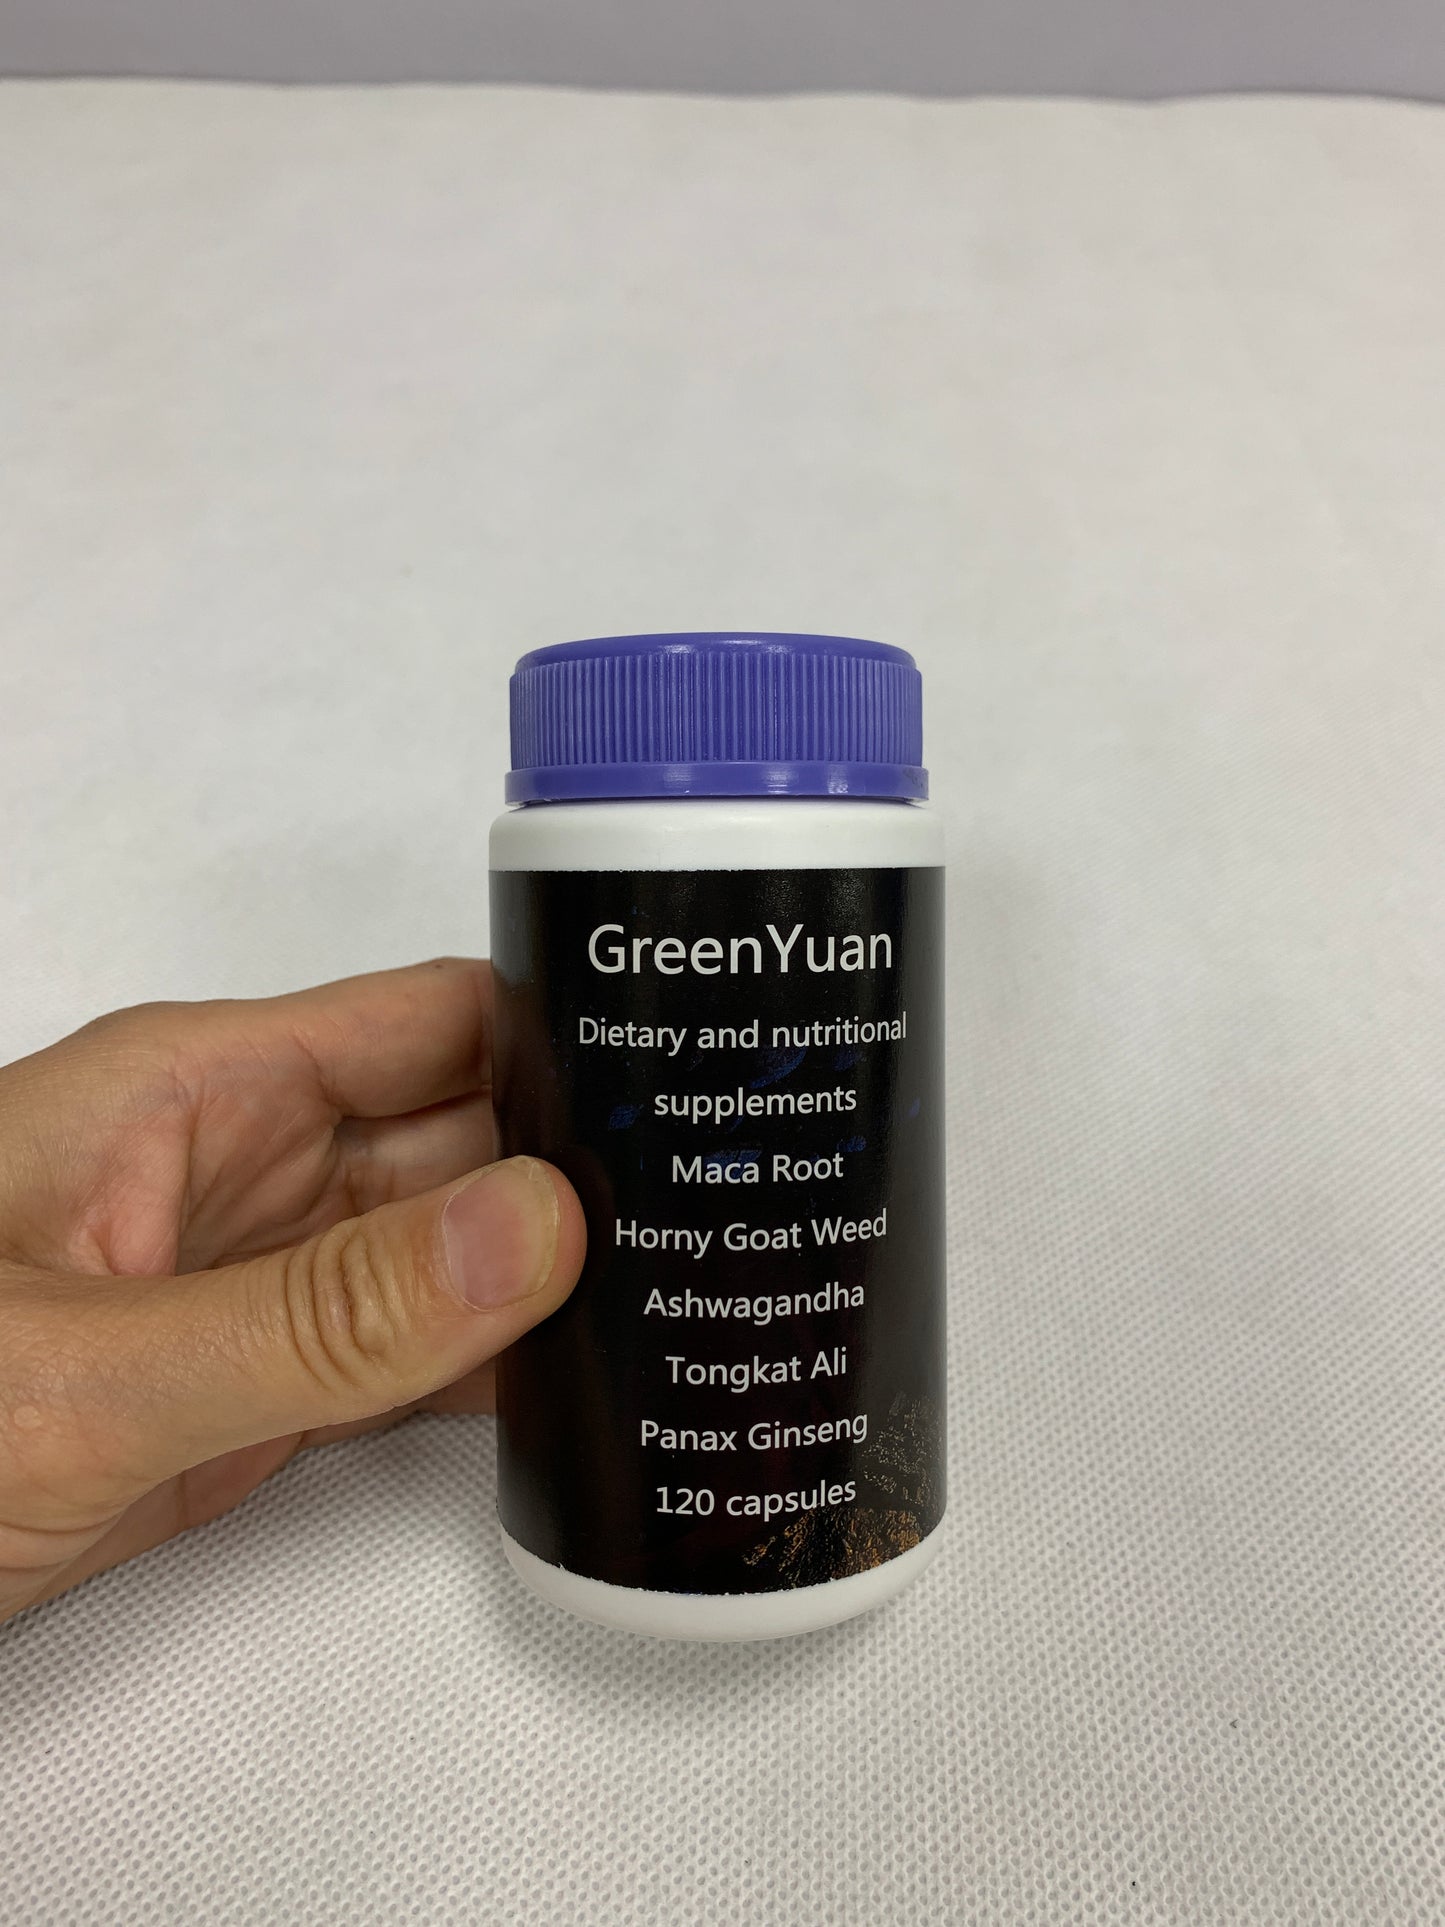 GreenYuan
Dietary and nutritional
supplements
Maca Root
Horny Goat Weed
Ashwagandha
Tongkat Ali
Panax Ginseng
120 capsules